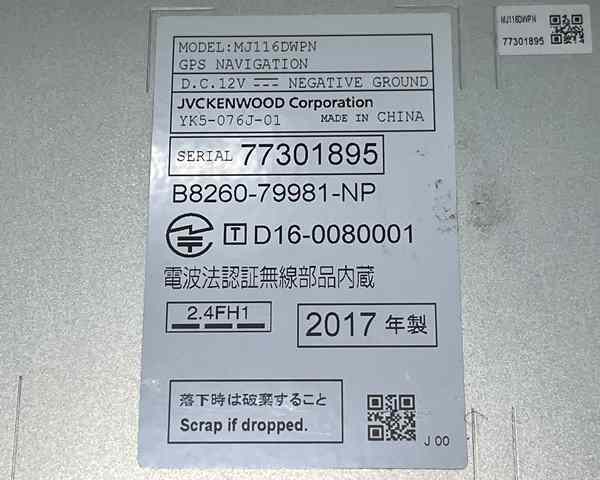 MODEL:MJ116DWPN
GPS NAVIGATION
D.C.12V NEGATIVE GROUND
JVCKENWOOD Corporation
YK5-076J-01 MADE IN CHINA
SERIAL 77301895
B8260-79981-NP
T D16-0080001
電波法認証無線部品内蔵
2.4FH1
2017 年製
落下時は破棄すること
Scrap if dropped.
J 00
MJ116DWPN
77301895